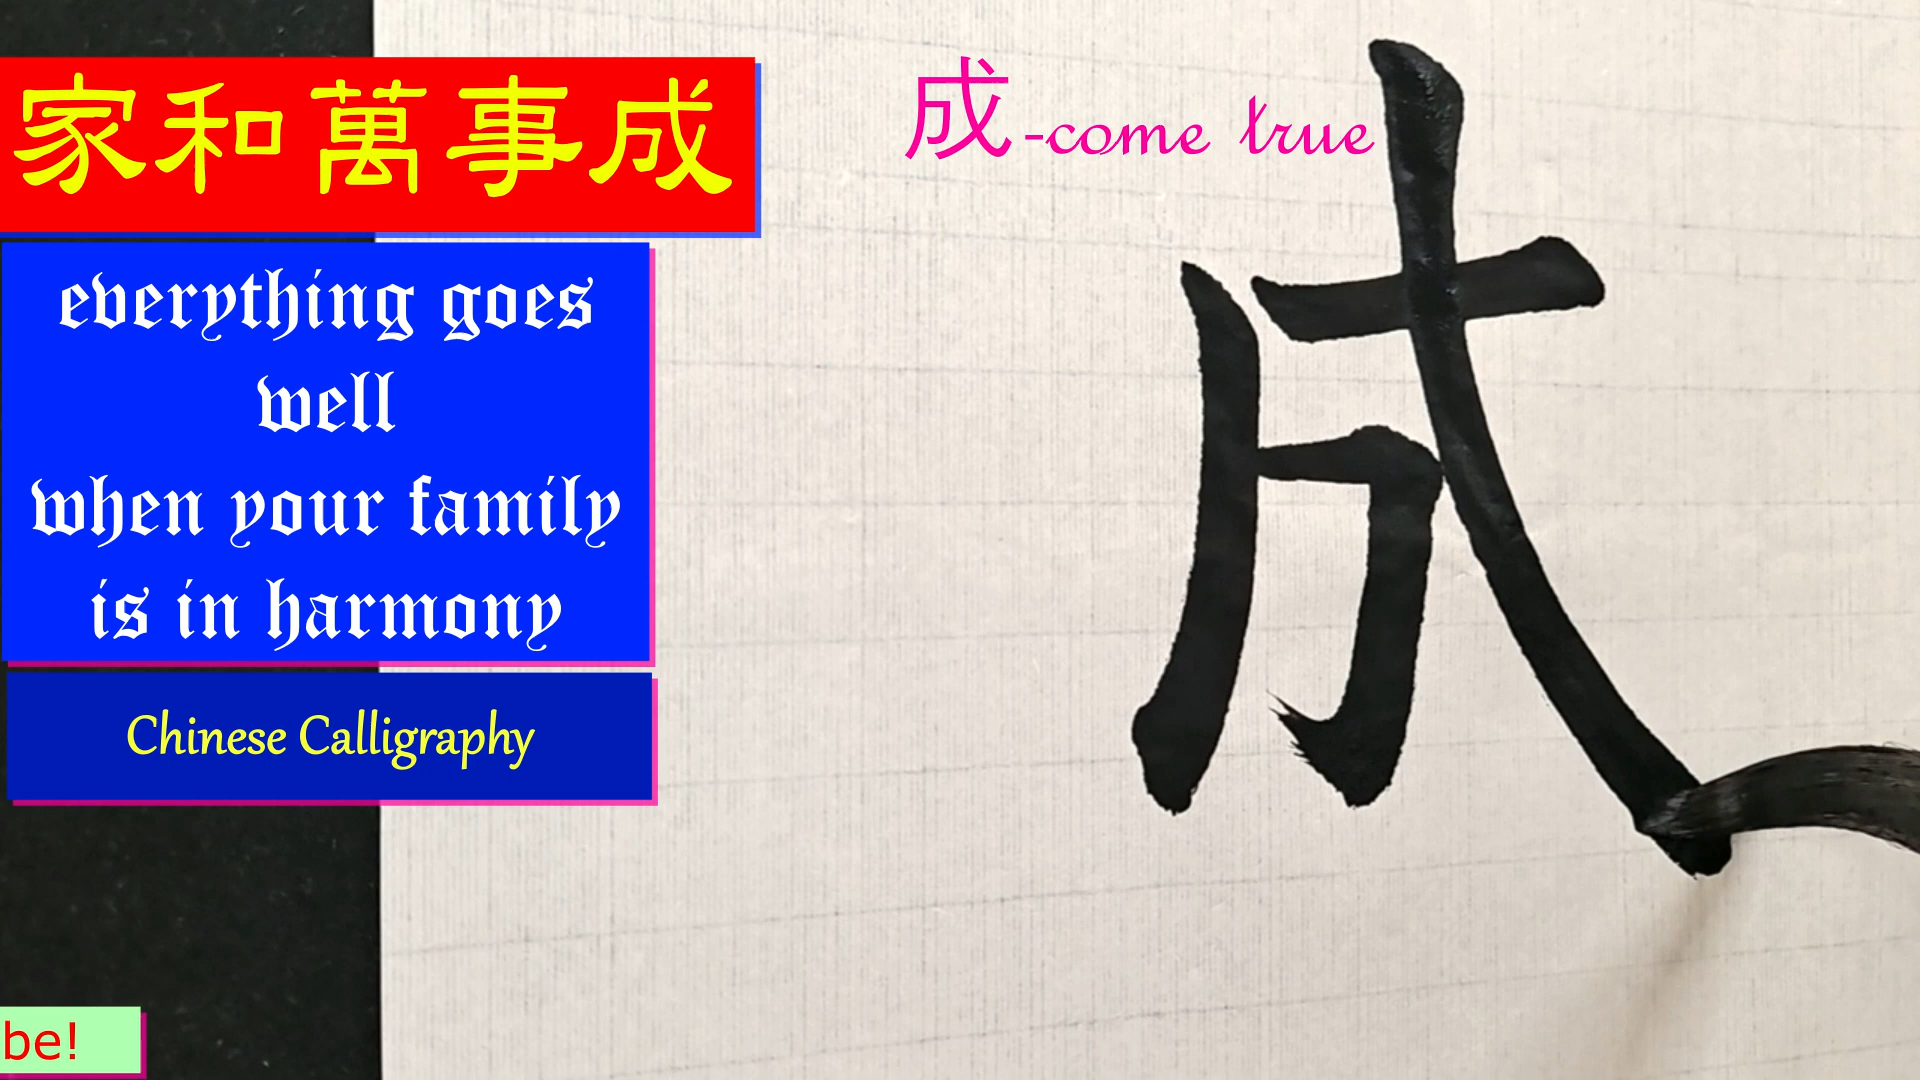 家和萬事成
everything goes
well
when your family
is in harmony
Chinese Calligraphy
成-come true
be!